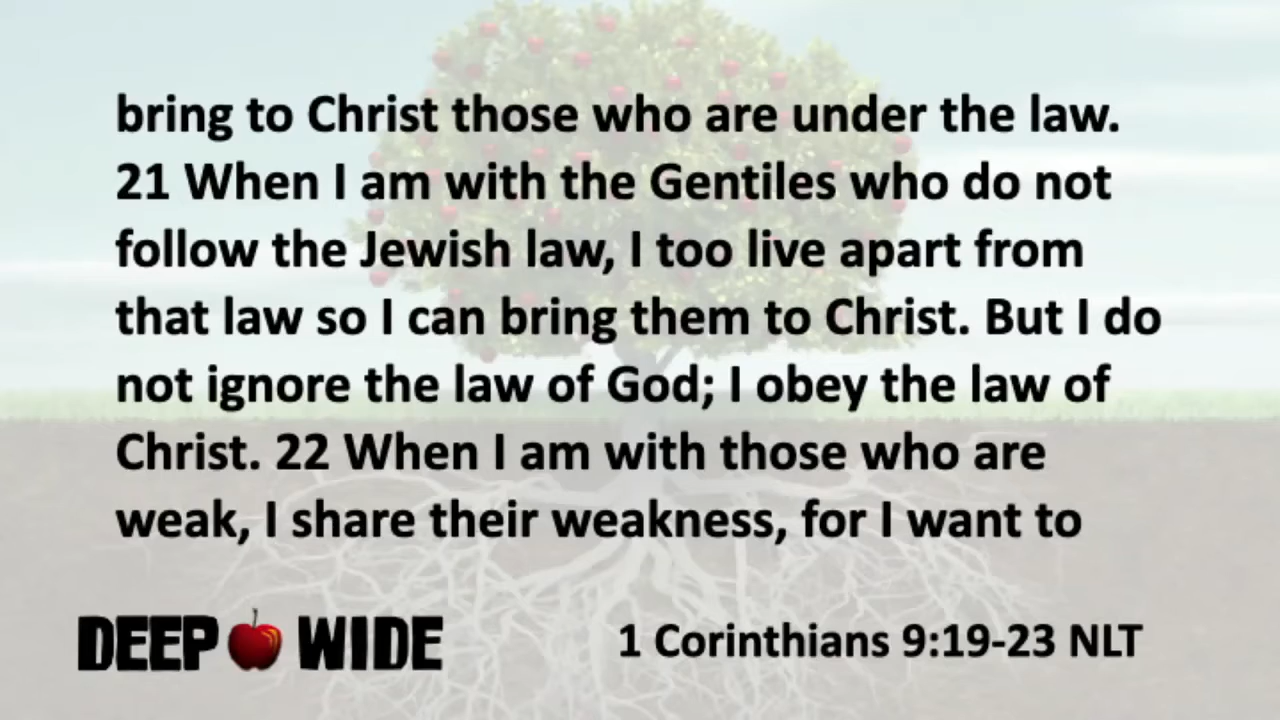 bring to Christ those who are under the law.
21 When I am with the Gentiles who do not
follow the Jewish law, I too live apart from
that law so I can bring them to Christ. But I do
not ignore the law of God; I obey the law of
Christ. 22 When I am with those who are
weak, I share their weakness, for I want to
DEEP WIDE
1 Corinthians 9:19-23 NLT